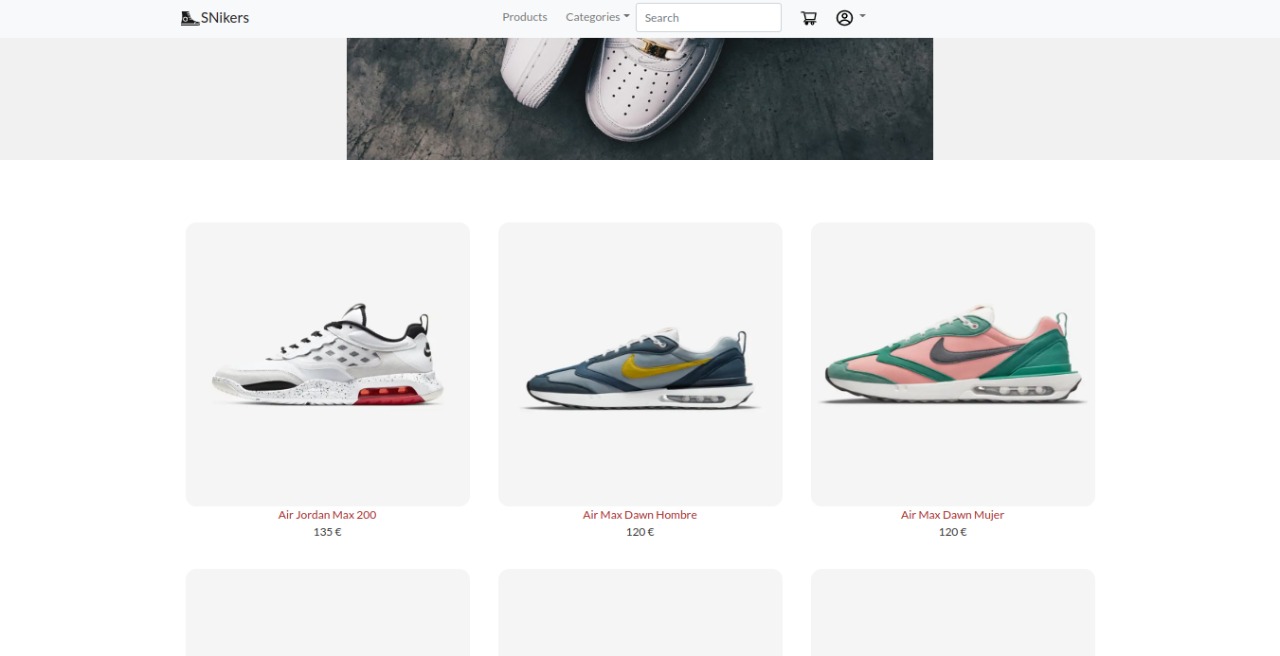 SNikers
Products
Categories
Search
Air Jordan Max 200
135 €
Air Max Dawn Hombre
120 €
Air Max Dawn Mujer
120 €